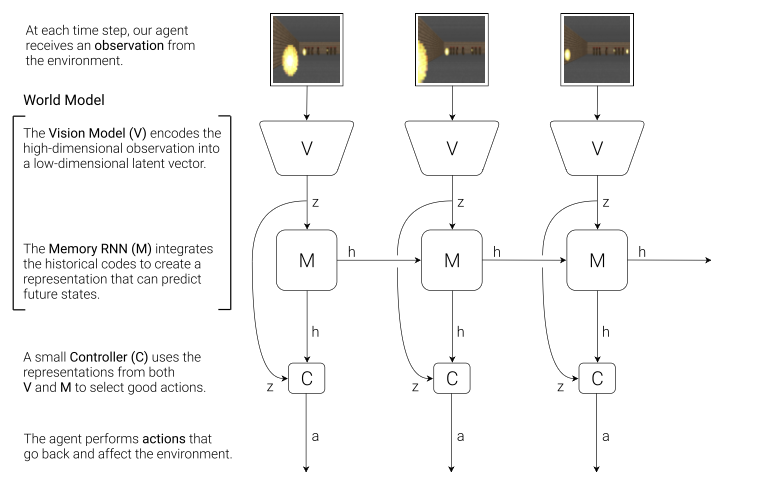 At each time step, our agent
receives an observation from
the environment.
World Model
The Vision Model (V) encodes the
high-dimensional observation into
a low-dimensional latent vector.
V
V
V
z
z
z
The Memory RNN (M) integrates
the historical codes to create a
representation that can predict
future states.
M
h
M
h
M
h
h
h
h
A small Controller (C) uses the
representations from both
V and M to select good actions.
z
C
z
C
z
C
The agent performs actions that
go back and affect the environment.
a
a
a